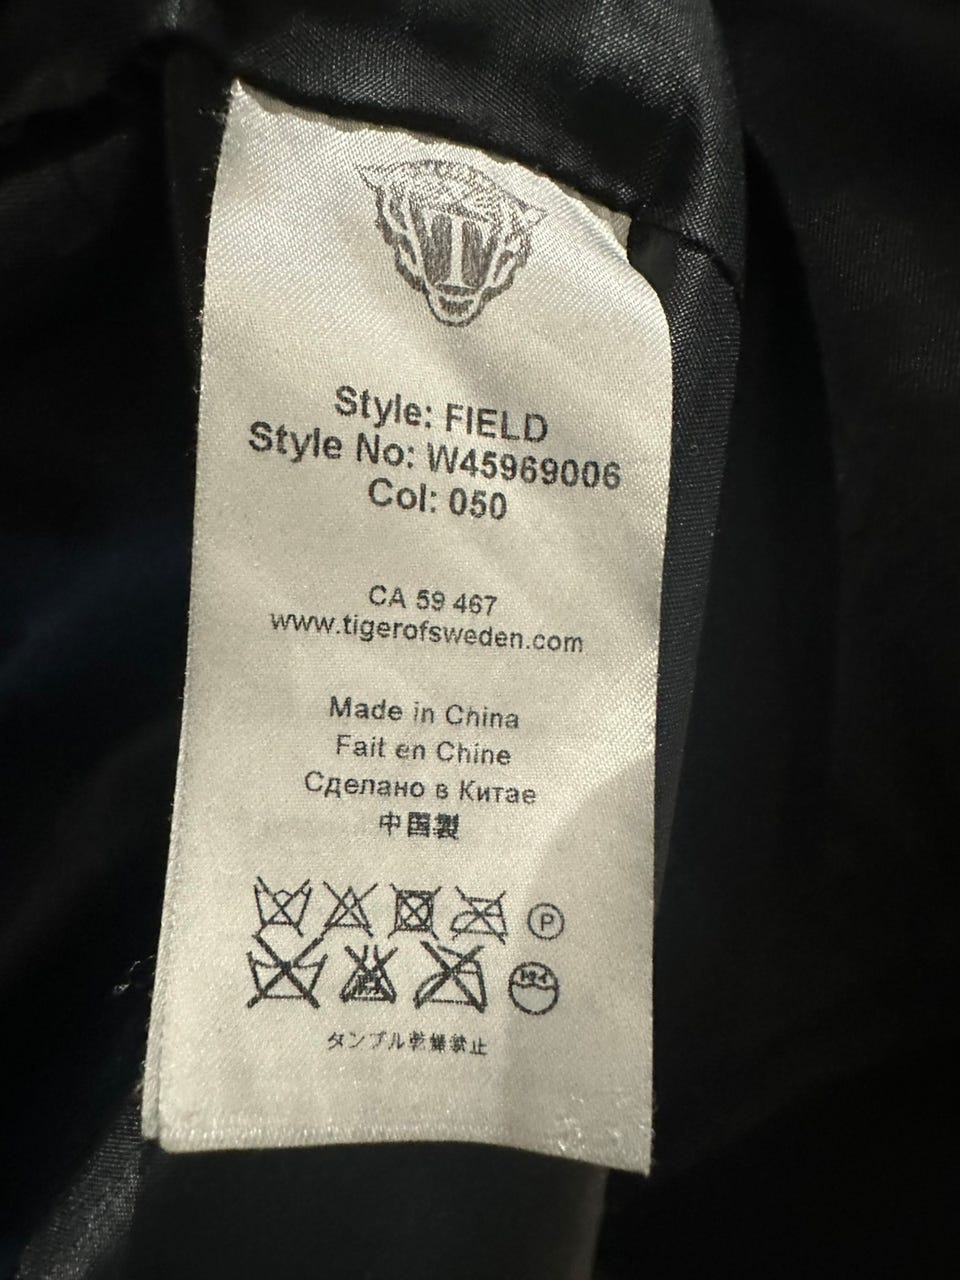 Style: FIELD
Style No: W45969006
Col: 050
CA 59 467
www.tigerofsweden.com
Made in China
Fait en Chine
Сделано в Китае
中国製
P
タンブル乾燥禁止